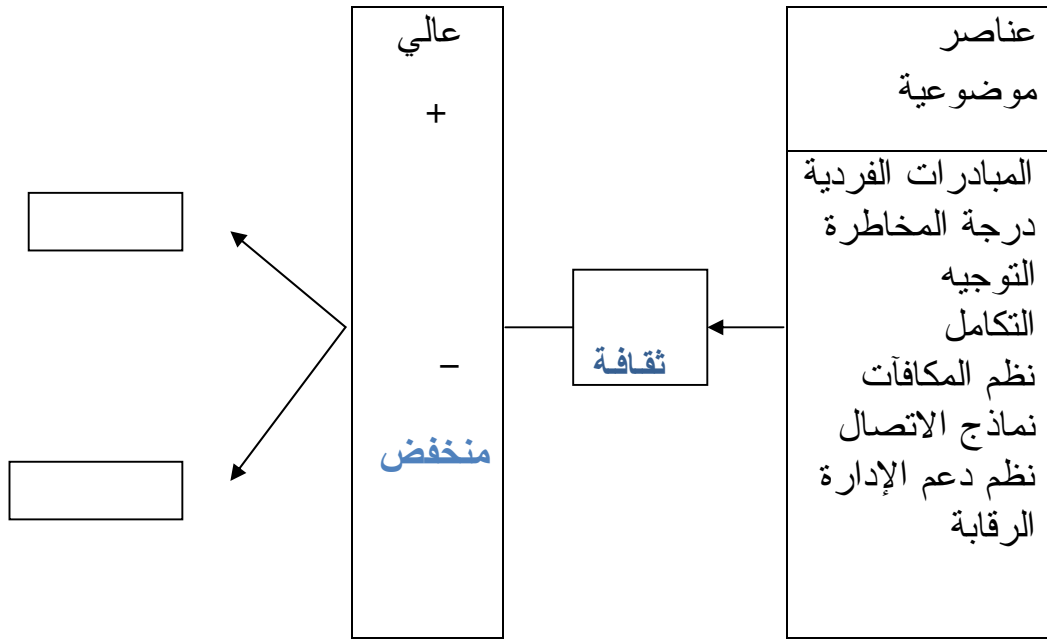 عناصر
موضوعية
المبادرات الفردية
درجة المخاطرة
التوجيه
التكامل
نظم المكافآت
نماذج الاتصال
نظم دعم الإدارة
الرقابة
ثقافة
عالي
+
–
منخفض